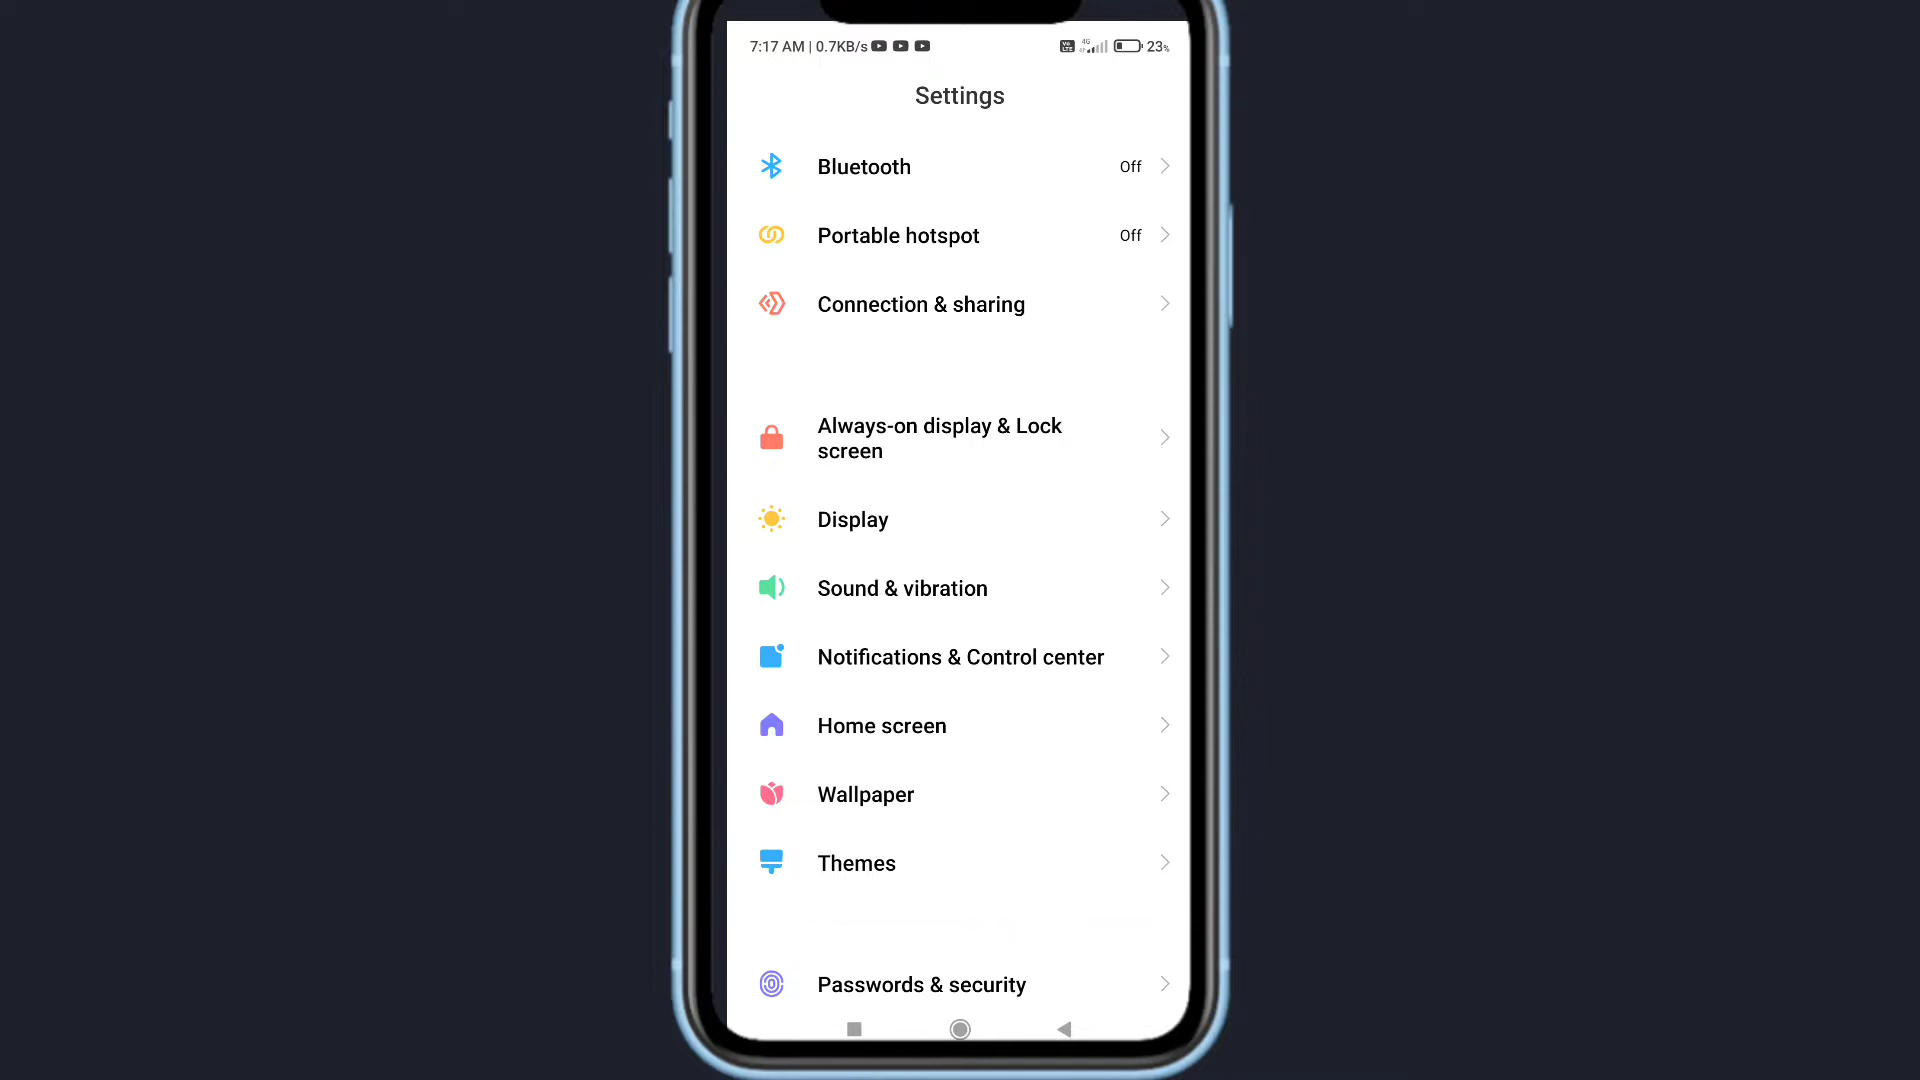 7:17 AM | 0.7KB/s 23%
Settings
Bluetooth Off
Portable hotspot Off
Connection & sharing
Always-on display & Lock
screen
Display
Sound & vibration
Notifications & Control center
Home screen
Wallpaper
Themes
Passwords & security